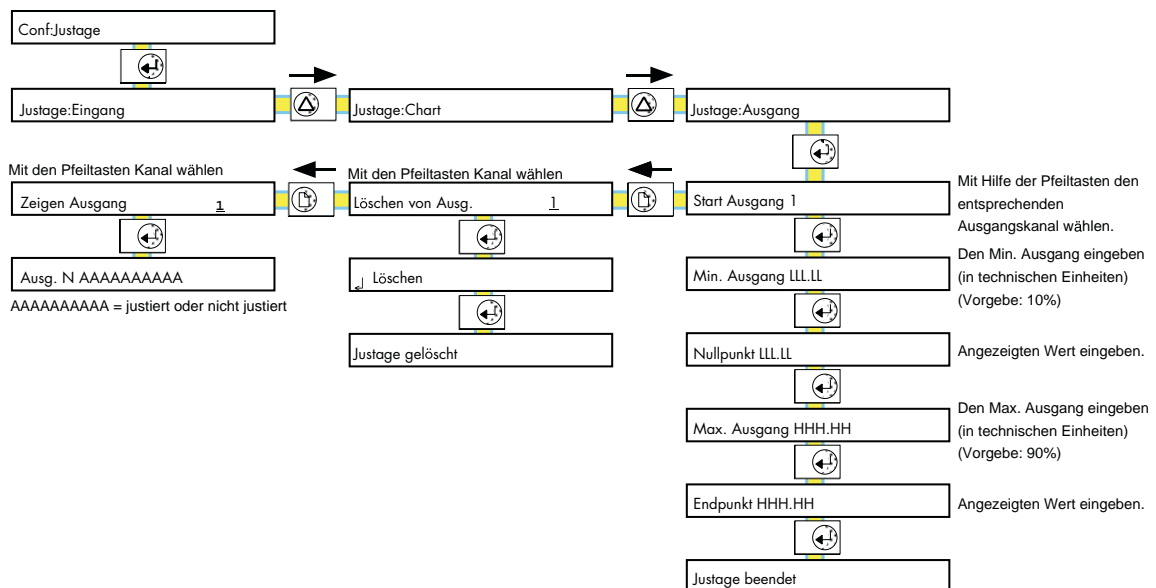 Conf:Justage
Justage:Eingang
Justage:Chart
Justage:Ausgang
Mit den Pfeiltasten Kanal wählen
Zeigen Ausgang 1
Mit den Pfeiltasten Kanal wählen
Löschen von Ausg. 1
Start Ausgang 1
Mit Hilfe der Pfeiltasten den
entsprechenden
Ausgangskanal wählen.
Ausg. N AAAAAAAAAA
AAAAAAAAAA = justiert oder nicht justiert
↵ Löschen
Justage gelöscht
Min. Ausgang LLL.LL
Den Min. Ausgang eingeben
(in technischen Einheiten)
(Vorgebe: 10%)
Nullpunkt LLL.LL
Angezeigten Wert eingeben.
Max. Ausgang HHH.HH
Den Max. Ausgang eingeben
(in technischen Einheiten)
(Vorgebe: 90%)
Endpunkt HHH.HH
Angezeigten Wert eingeben.
Justage beendet